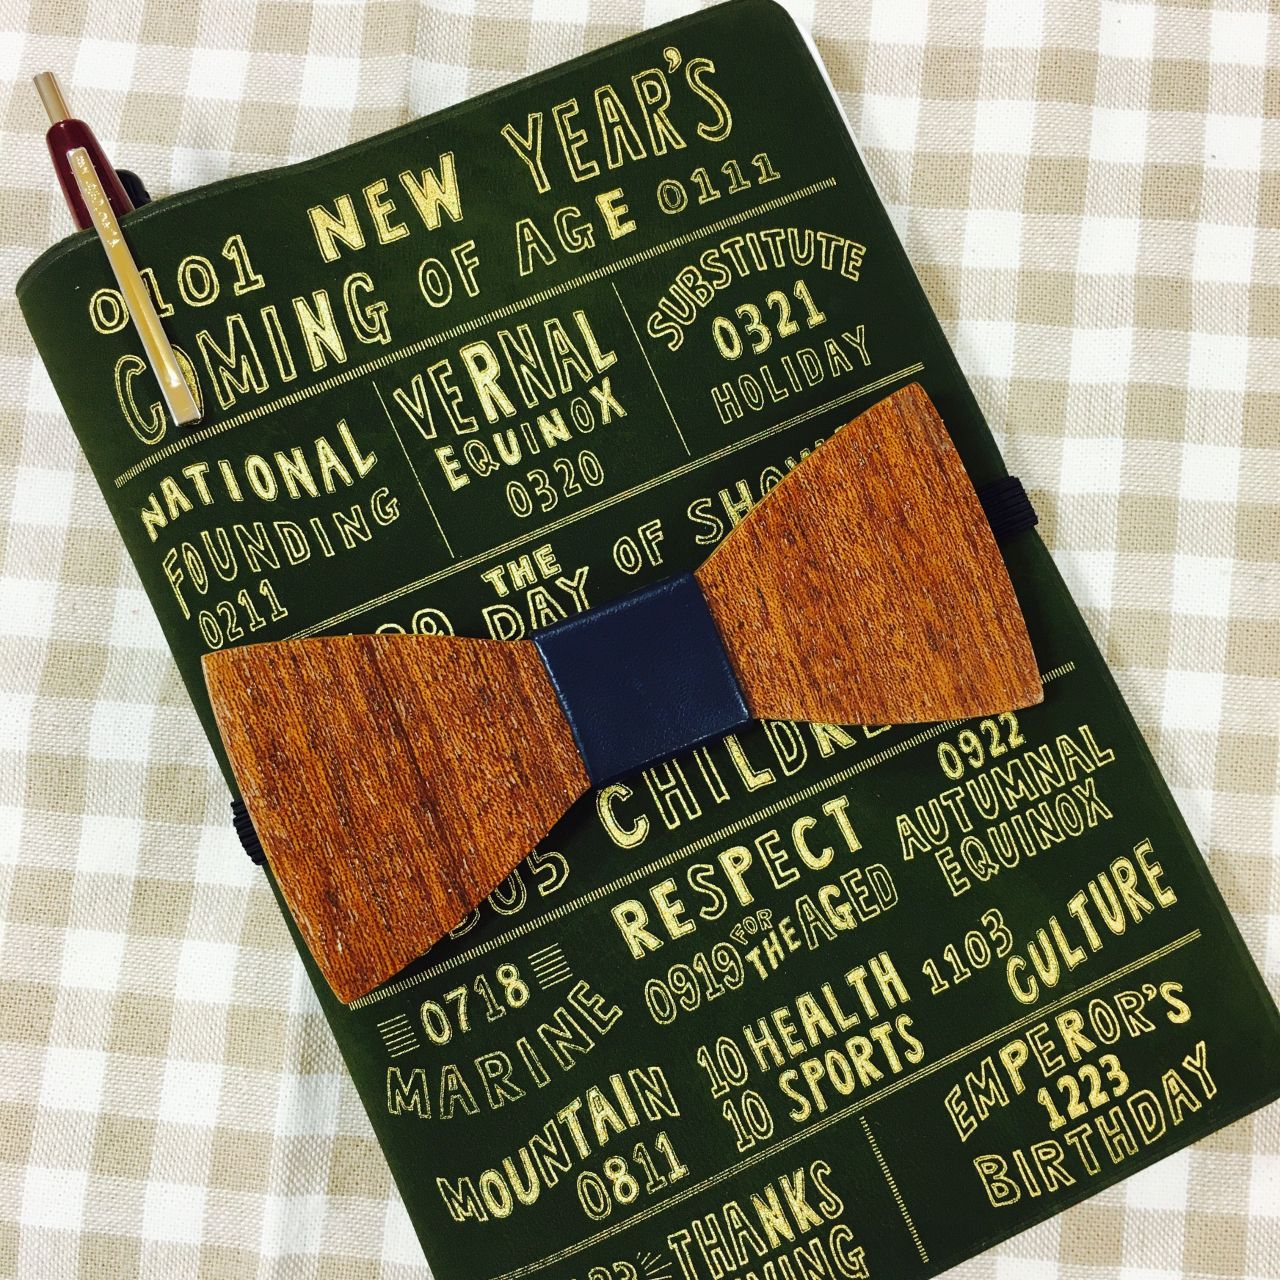 0101 NEW YEAR'S
COMING OF AGE 0111
NATIONAL
FOUNDING
0211
VERNAL
EQUINOX
0320
SUBSTITUTE
0321
HOLIDAY
THE
DAY OF
0718
MARINE
MOUNTAIN
0811
RESPECT
FOR
0919 THE AGED
0922
AUTUMNAL
EQUINOX
10 HEALTH
10 SPORTS
1103 CULTURE
EMPEROR'S
1223
BIRTHDAY
THANKS